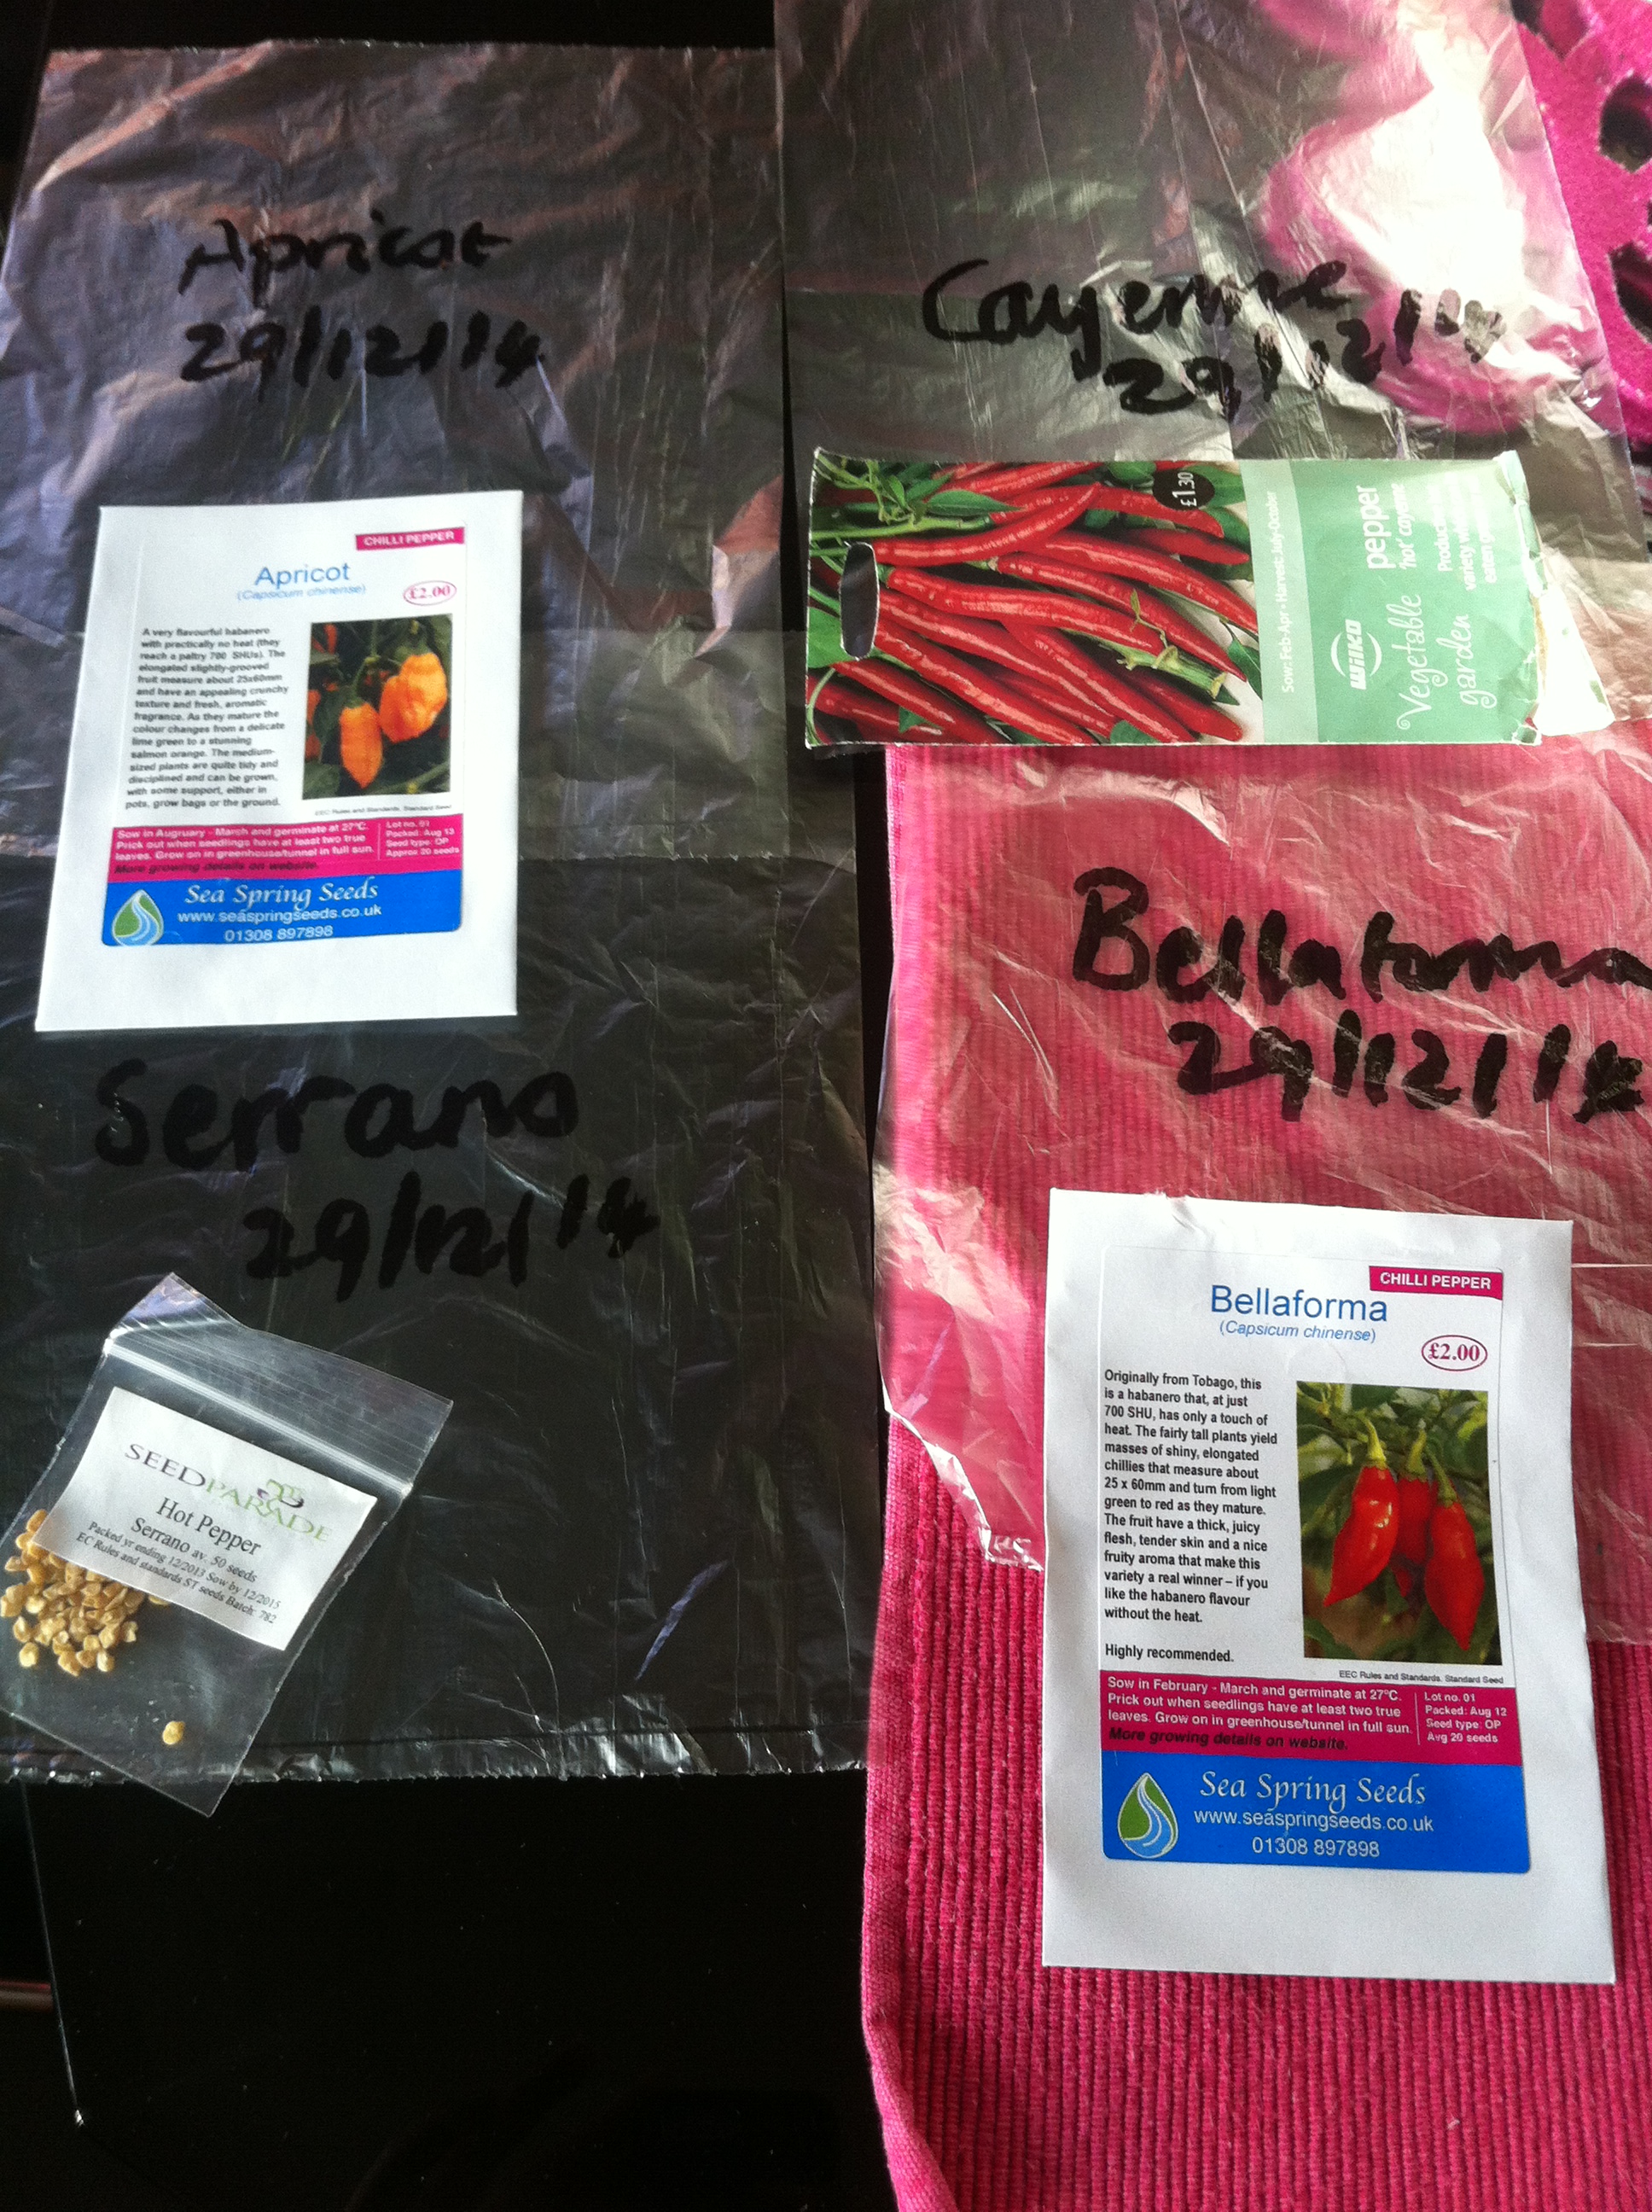 Apricot
29/12/14
CHILLI PEPPER
Apricot
(Capsicum chinense)
£2.00
A very flavourful habanero
with practically no heat (they
reach a paltry 700 SHUs). The
elongated slightly-grooved
fruit measure about 25x60mm
and have an appealing crunchy
texture and fresh, aromatic
fragrance. As they mature the
colour changes from a delicate
lime green to a stunning
salmon orange. The medium-
sized plants are quite tidy and
disciplined and can be grown,
with some support, either in
pots, grow bags or the ground.
EEC Rules and Standards. Standard Seed
Sow in Augruary - March and germinate at 27°C.
Prick out when seedlings have at least two true
leaves. Grow on in greenhouse/tunnel in full sun.
More growing details on website.
Lot no. 01
Packed: Aug 13
Seed type: OP
Approx 20 seeds
Sea Spring Seeds
www.seaspringseeds.co.uk
01308 897898
Cayenne
29/12/14
£1.30
Sow: Feb-Apr • Harvest: July-October
wilko
Vegetable
garden
pepper
'hot' cayenne
variety
eaten
Serrano
29/12/14
SEEDPARADE
Hot Pepper
Serrano av. 50 seeds
Packed yr ending 12/2013 Sow by 12/2015
EC Rules and standards ST seeds Batch: 782
Bellaforma
29/12/14
CHILLI PEPPER
Bellaforma
(Capsicum chinense)
£2.00
Originally from Tobago, this
is a habanero that, at just
700 SHU, has only a touch of
heat. The fairly tall plants yield
masses of shiny, elongated
chillies that measure about
25 x 60mm and turn from light
green to red as they mature.
The fruit have a thick, juicy
flesh, tender skin and a nice
fruity aroma that make this
variety a real winner – if you
like the habanero flavour
without the heat.
Highly recommended.
EEC Rules and Standards. Standard Seed
Sow in February - March and germinate at 27°C.
Prick out when seedlings have at least two true
leaves. Grow on in greenhouse/tunnel in full sun.
More growing details on website.
Lot no. 01
Packed: Aug 12
Seed type: OP
Avg 20 seeds
Sea Spring Seeds
www.seaspringseeds.co.uk
01308 897898